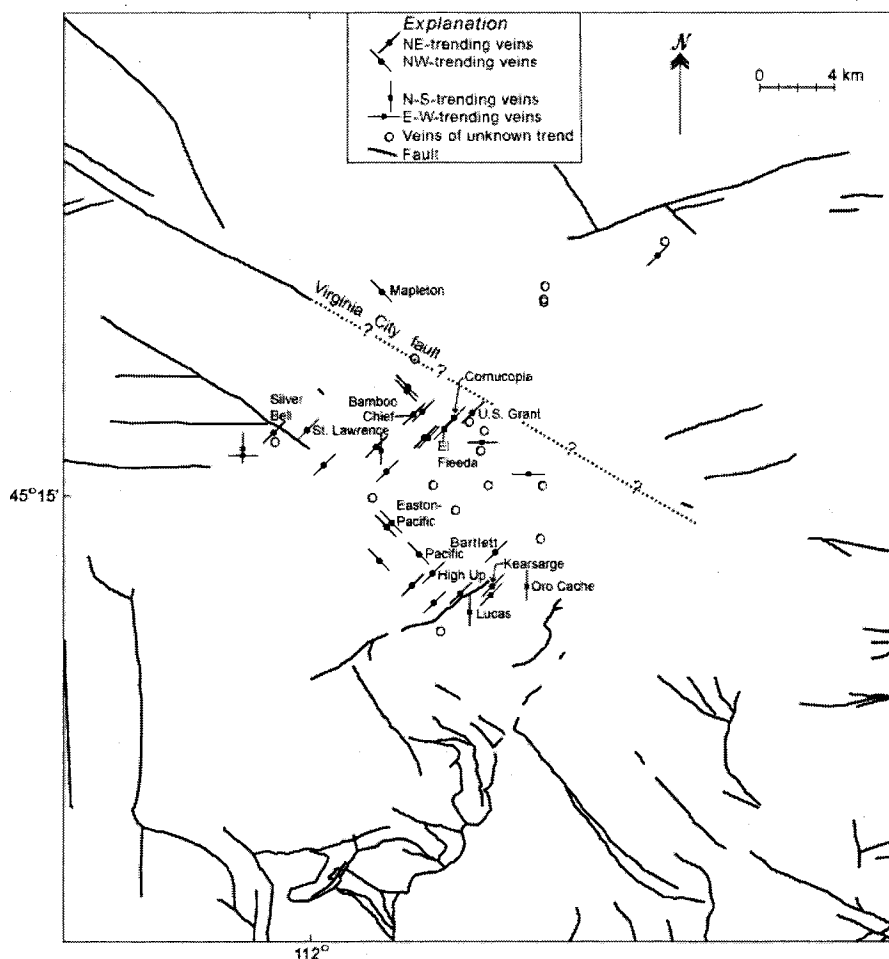 Explanation
NE-trending veins
NW-trending veins
N-S-trending veins
E-W-trending veins
Veins of unknown trend
Fault
N
0 4 km
Mapleton
Virginia City fault
?
?
?
?
Cornucopia
Silver
Bell
Bamboo
Chief
U.S. Grant
St. Lawrence
El
Fleeda
45° 15'
Easton-
Pacific
Bartlett
Pacific
Kearsarge
High Up
Oro Cache
Lucas
112°